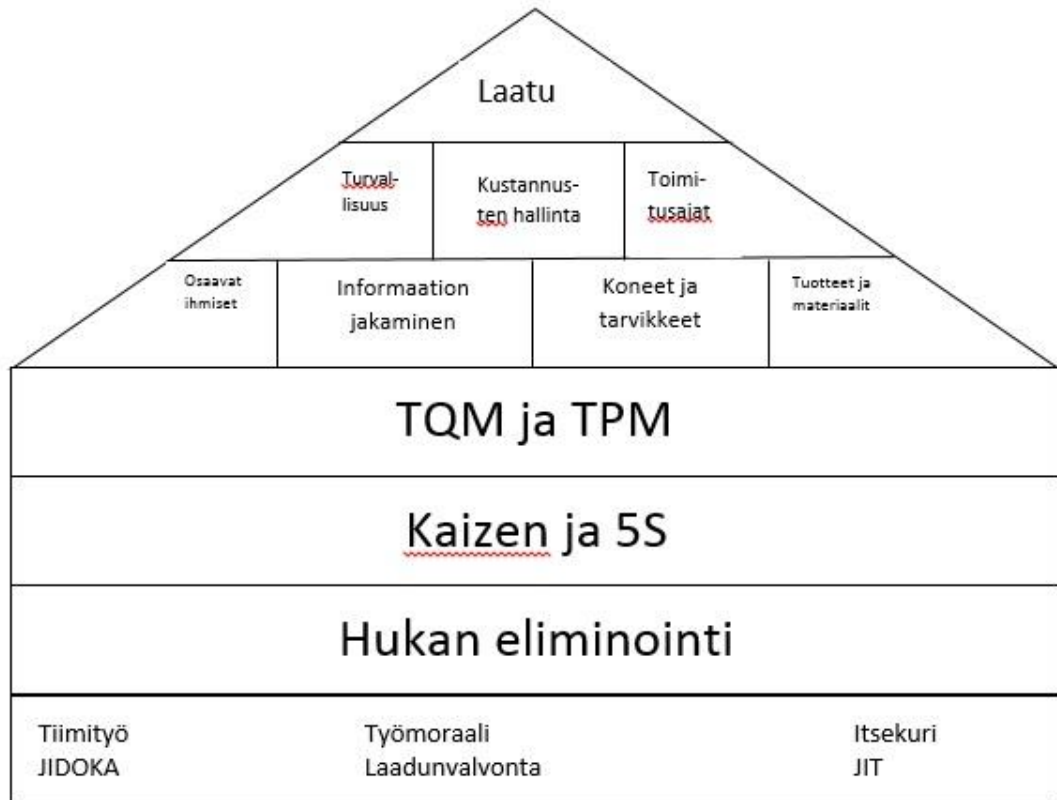 Laatu
Turval-
lisuus
Kustannus-
ten hallinta
Toimi-
tusajat
Osaavat
ihmiset
Informaation
jakaminen
Koneet ja
tarvikkeet
Tuotteet ja
materiaalit
TQM ja TPM
Kaizen ja 5S
Hukan eliminointi
Tiimityö
JIDOKA
Työmoraali
Laadunvalvonta
Itsekuri
JIT